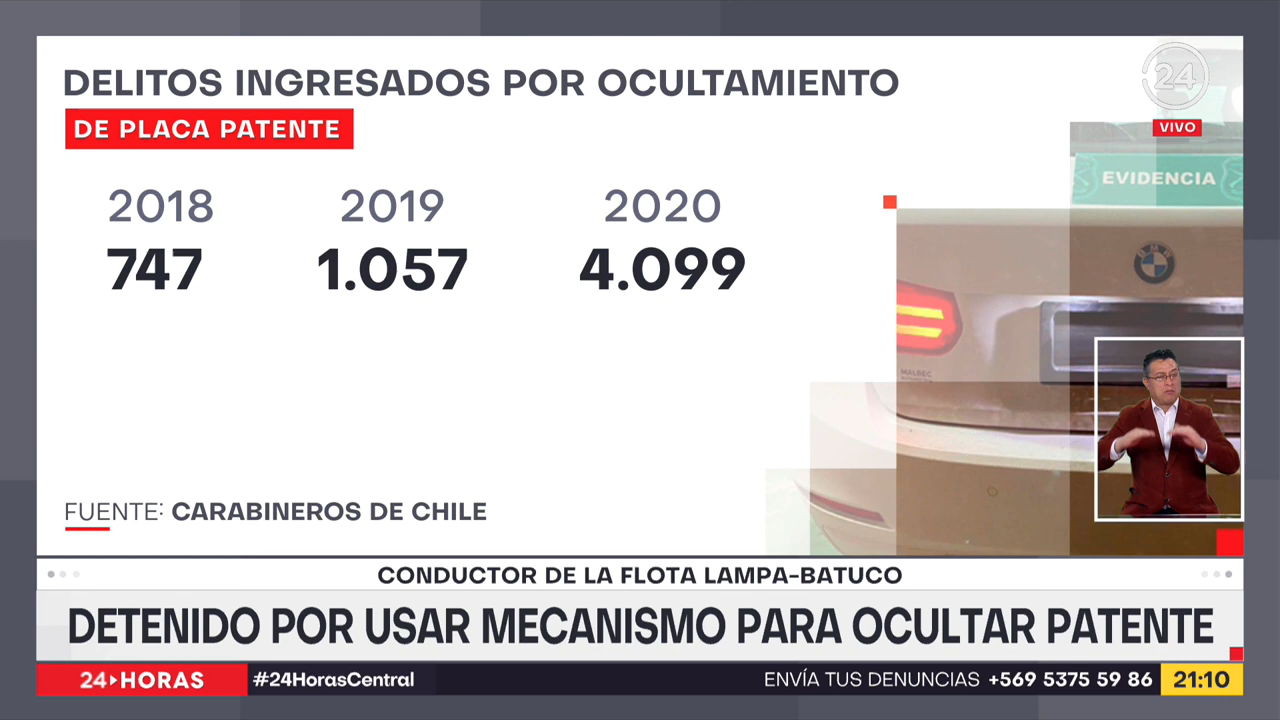 DELITOS INGRESADOS POR OCULTAMIENTO
DE PLACA PATENTE
24
VIVO
2018 2019 2020
747 1.057 4.099
EVIDENCIA
BMW
FUENTE: CARABINEROS DE CHILE
CONDUCTOR DE LA FLOTA LAMPA-BATUCO
DETENIDO POR USAR MECANISMO PARA OCULTAR PATENTE
24 HORAS #24HorasCentral ENVÍA TUS DENUNCIAS +569 5375 59 86 21:10